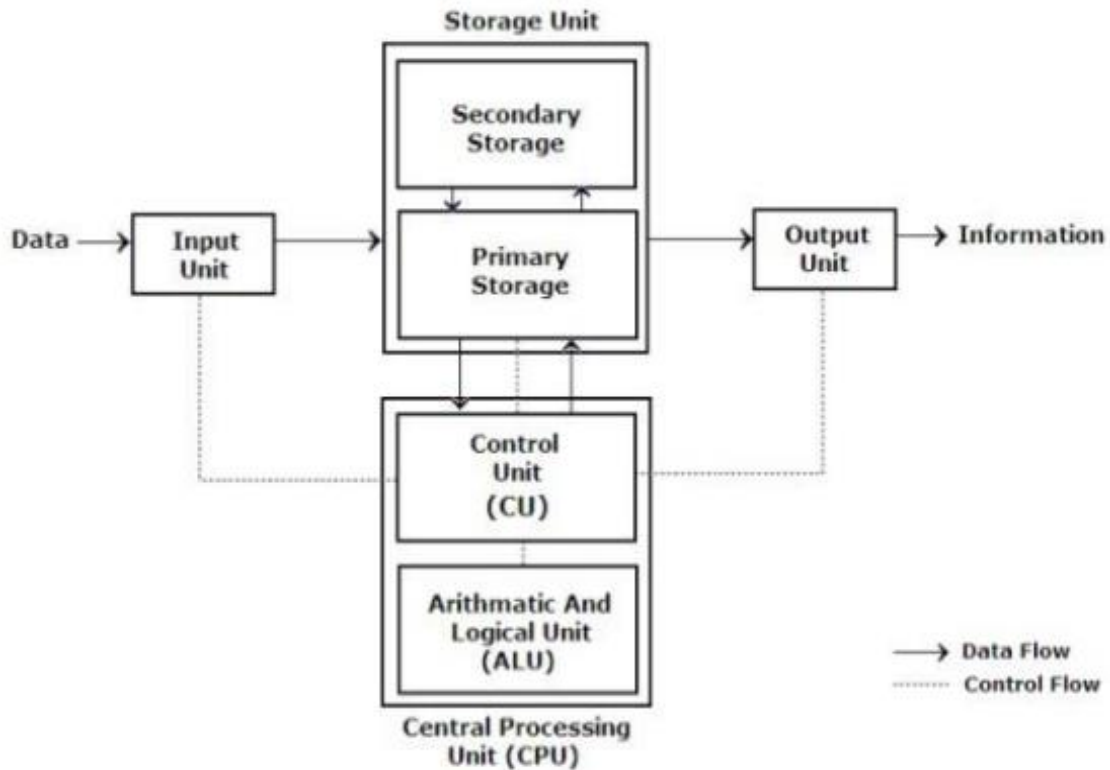 Storage Unit
Secondary
Storage
Data
Input
Unit
Primary
Storage
Output
Unit
Information
Control
Unit
(CU)
Arithmatic And
Logical Unit
(ALU)
Data Flow
Control Flow
Central Processing
Unit (CPU)